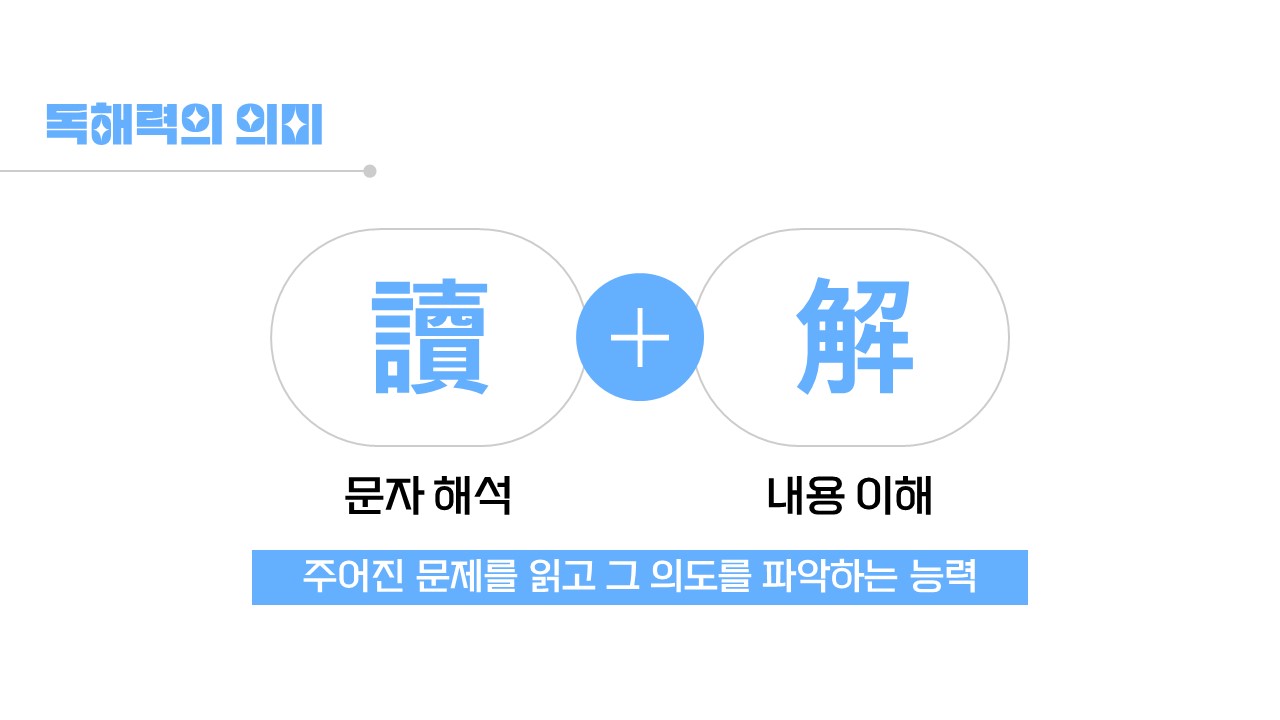 독해력의 의미
讀 + 解
문자 해석 내용 이해
주어진 문제를 읽고 그 의도를 파악하는 능력